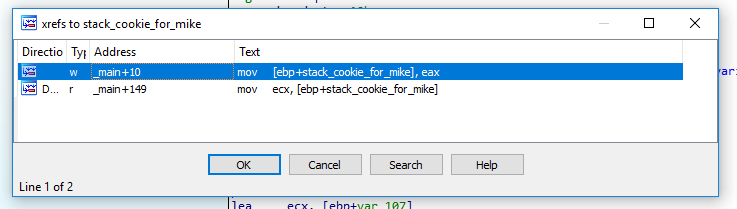 xrefs to stack_cookie_for_mike
Directio Typ Address Text
w _main+10 mov [ebp+stack_cookie_for_mike], eax
D... r _main+149 mov ecx, [ebp+stack_cookie_for_mike]
OK Cancel Search Help
Line 1 of 2
lea ecx, [ebp+var_107]